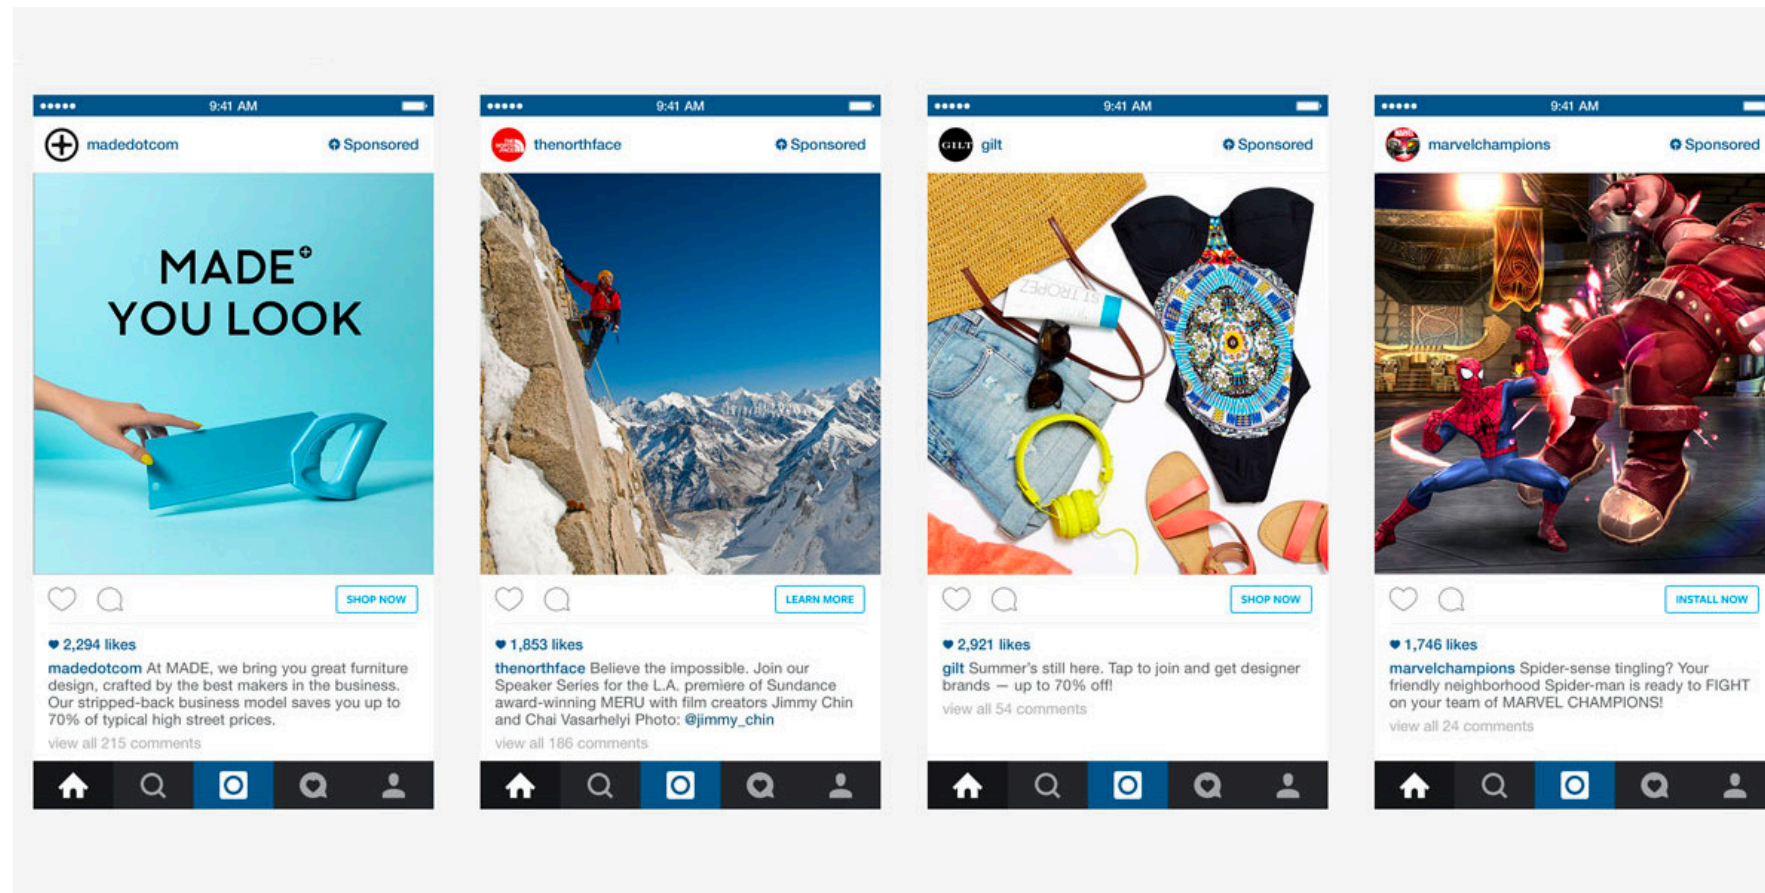 9:41 AM
madedotcom
Sponsored
MADE
YOU LOOK
SHOP NOW
2,294 likes
madedotcom At MADE, we bring you great furniture
design, crafted by the best makers in the business.
Our stripped-back business model saves you up to
70% of typical high street prices.
view all 215 comments
9:41 AM
THE
NORTH
FACE
thenorthface
Sponsored
LEARN MORE
1,853 likes
thenorthface Believe the impossible. Join our
Speaker Series for the L.A. premiere of Sundance
award-winning MERU with film creators Jimmy Chin
and Chai Vasarhelyi Photo: @jimmy_chin
view all 186 comments
9:41 AM
GILT
gilt
Sponsored
ST.TROPEZ
SHOP NOW
2,921 likes
gilt Summer's still here. Tap to join and get designer
brands — up to 70% off!
view all 54 comments
9:41 AM
MARVEL
marvelchampions
Sponsored
INSTALL NOW
1,746 likes
marvelchampions Spider-sense tingling? Your
friendly neighborhood Spider-man is ready to FIGHT
on your team of MARVEL CHAMPIONS!
view all 24 comments